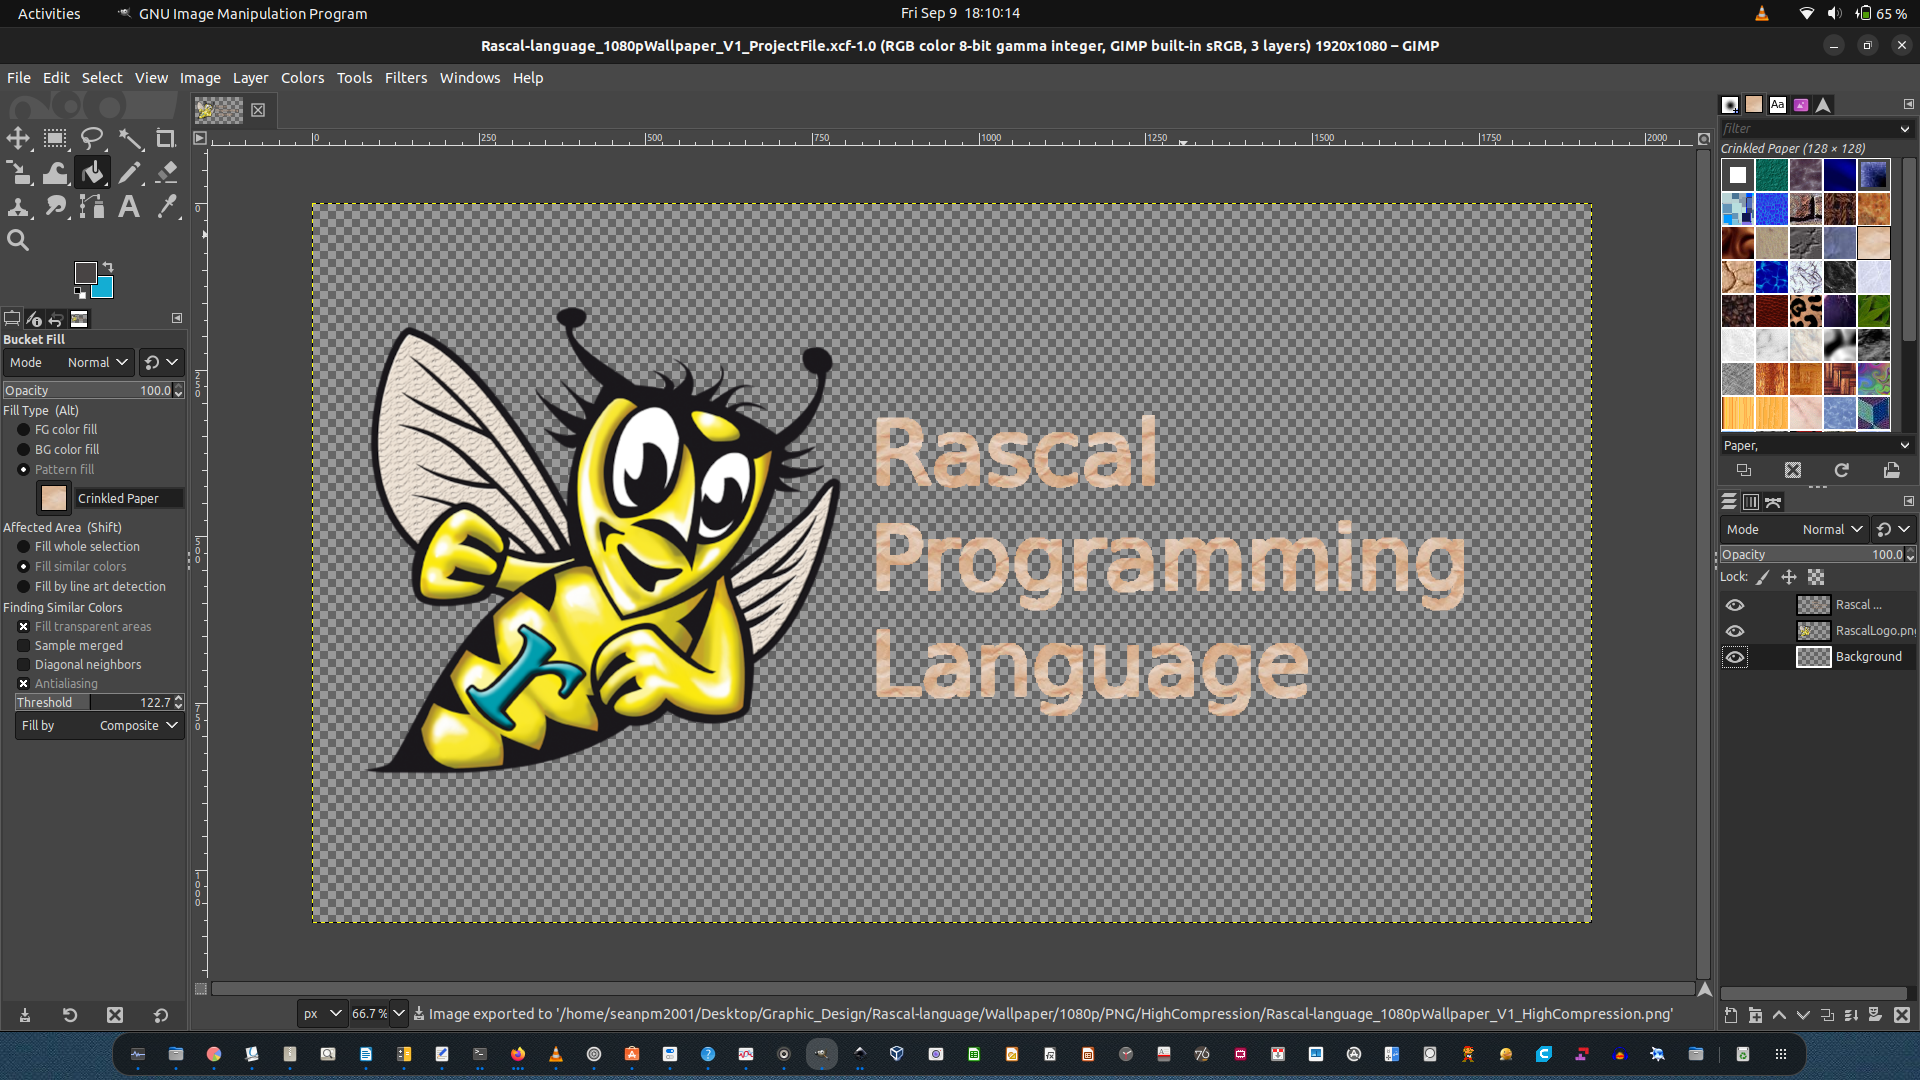 Activities
GNU Image Manipulation Program
Fri Sep 9 18:10:14
65 %
Rascal-language_1080pWallpaper_V1_ProjectFile.xcf-1.0 (RGB color 8-bit gamma integer, GIMP built-in sRGB, 3 layers) 1920x1080 – GIMP
File Edit Select View Image Layer Colors Tools Filters Windows Help
Aa
filter
0 250 500 750 1000 1250 1500 1750 2000
Crinkled Paper (128 × 128)
0
250
500
750
1000
Bucket Fill
Mode Normal
Opacity 100.0
Fill Type (Alt)
FG color fill
BG color fill
Pattern fill
Crinkled Paper
Affected Area (Shift)
Fill whole selection
Fill similar colors
Fill by line art detection
Finding Similar Colors
Fill transparent areas
Sample merged
Diagonal neighbors
Antialiasing
Threshold 122.7
Fill by Composite
r
Rascal
Programming
Language
Paper,
Mode Normal
Opacity 100.0
Lock:
Rascal ...
RascalLogo.png
Background
px 66.7 % Image exported to '/home/seanpm2001/Desktop/Graphic_Design/Rascal-language/Wallpaper/1080p/PNG/HighCompression/Rascal-language_1080pWallpaper_V1_HighCompression.png'
76